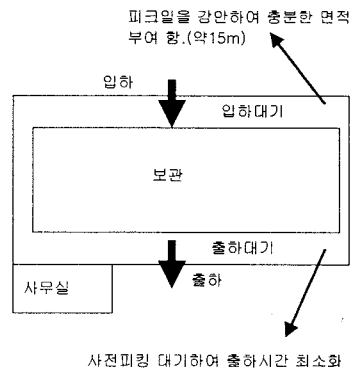 피크일을 감안하여 충분한 면적
부여 함.(약15m)
입하
입하대기
보관
출하대기
출하
사무실
사전피킹 대기하여 출하시간 최소화